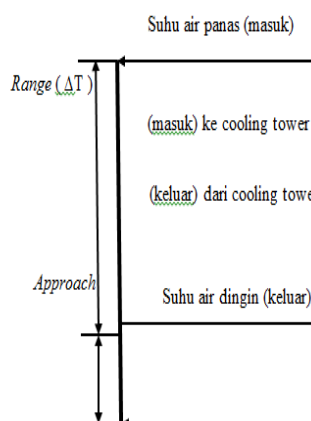 Suhu air panas (masuk)
Range ( ΔT )
(masuk) ke cooling tower
(keluar) dari cooling towe
Approach
Suhu air dingin (keluar)